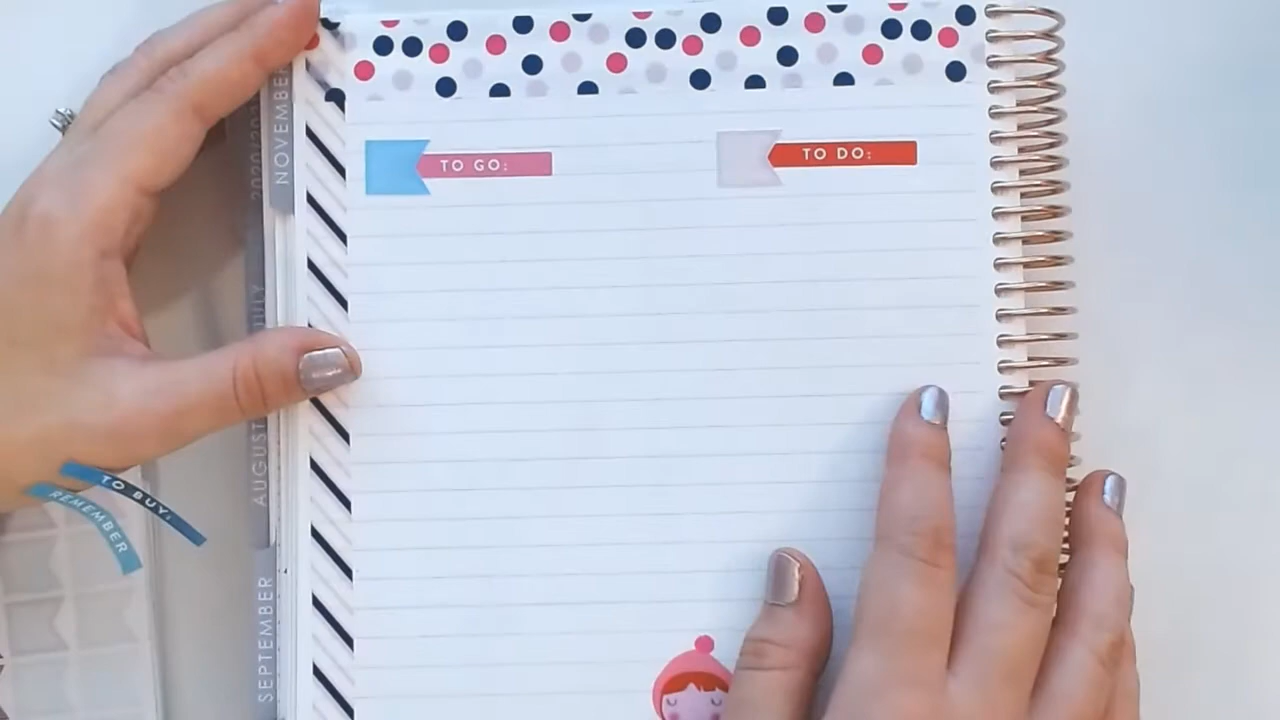 TO GO:
TO DO:
NOVEMBER
JULY
AUGUST
SEPTEMBER
TO BUY:
REMEMBER